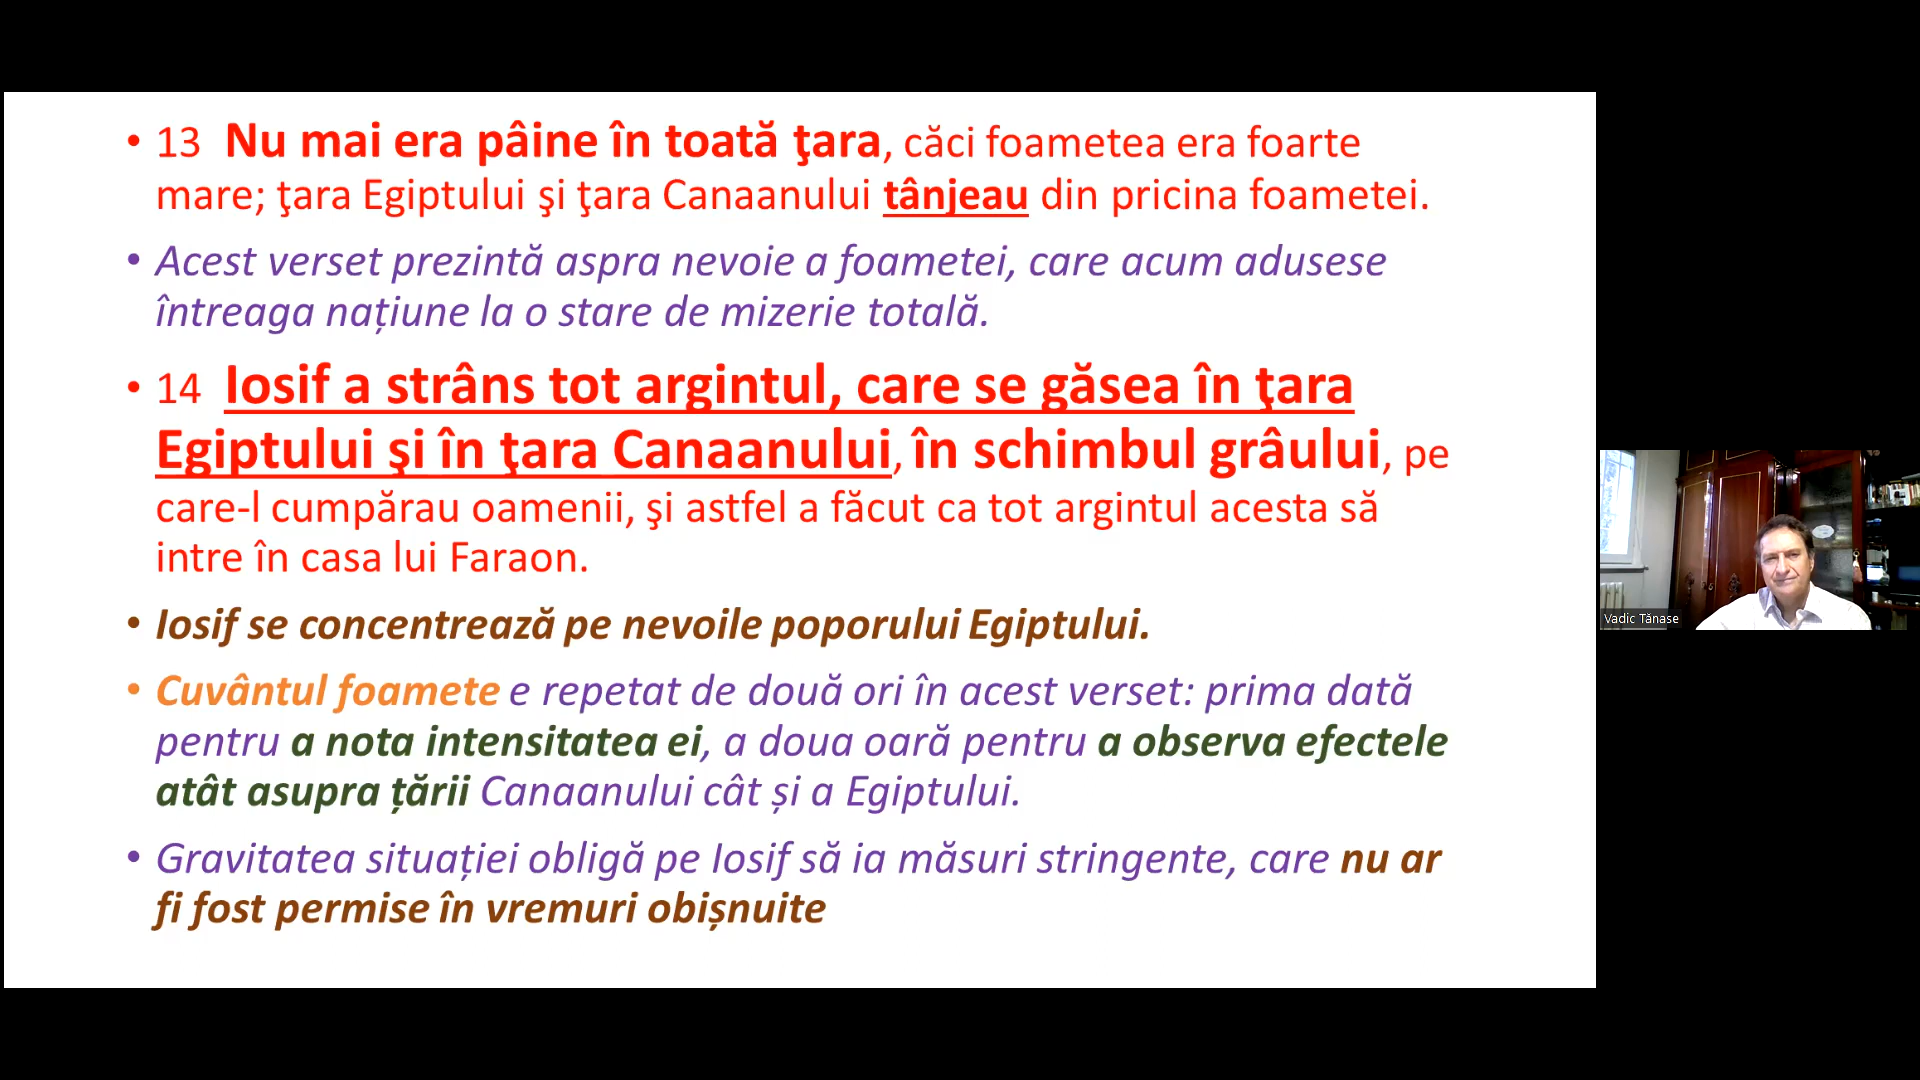 • 13 Nu mai era pâine în toată ţara, căci foametea era foarte
mare; ţara Egiptului şi ţara Canaanului tânjeau din pricina foametei.
• Acest verset prezintă aspra nevoie a foametei, care acum adusese
întreaga națiune la o stare de mizerie totală.
• 14 Iosif a strâns tot argintul, care se găsea în ţara
Egiptului şi în ţara Canaanului, în schimbul grâului, pe
care-l cumpărau oamenii, şi astfel a făcut ca tot argintul acesta să
intre în casa lui Faraon.
• Iosif se concentrează pe nevoile poporului Egiptului.
• Cuvântul foamete e repetat de două ori în acest verset: prima dată
pentru a nota intensitatea ei, a doua oară pentru a observa efectele
atât asupra țării Canaanului cât și a Egiptului.
• Gravitatea situației obligă pe Iosif să ia măsuri stringente, care nu ar
fi fost permise în vremuri obișnuite
Vadic Tănase